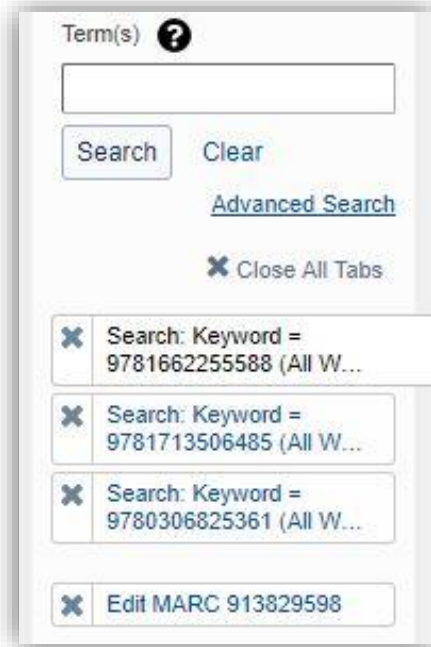 Term(s) ?
Search Clear
Advanced Search
✖ Close All Tabs
✖ Search: Keyword =
9781662255588 (All W...
✖ Search: Keyword =
9781713506485 (All W...
✖ Search: Keyword =
9780306825361 (All W...
✖ Edit MARC 913829598